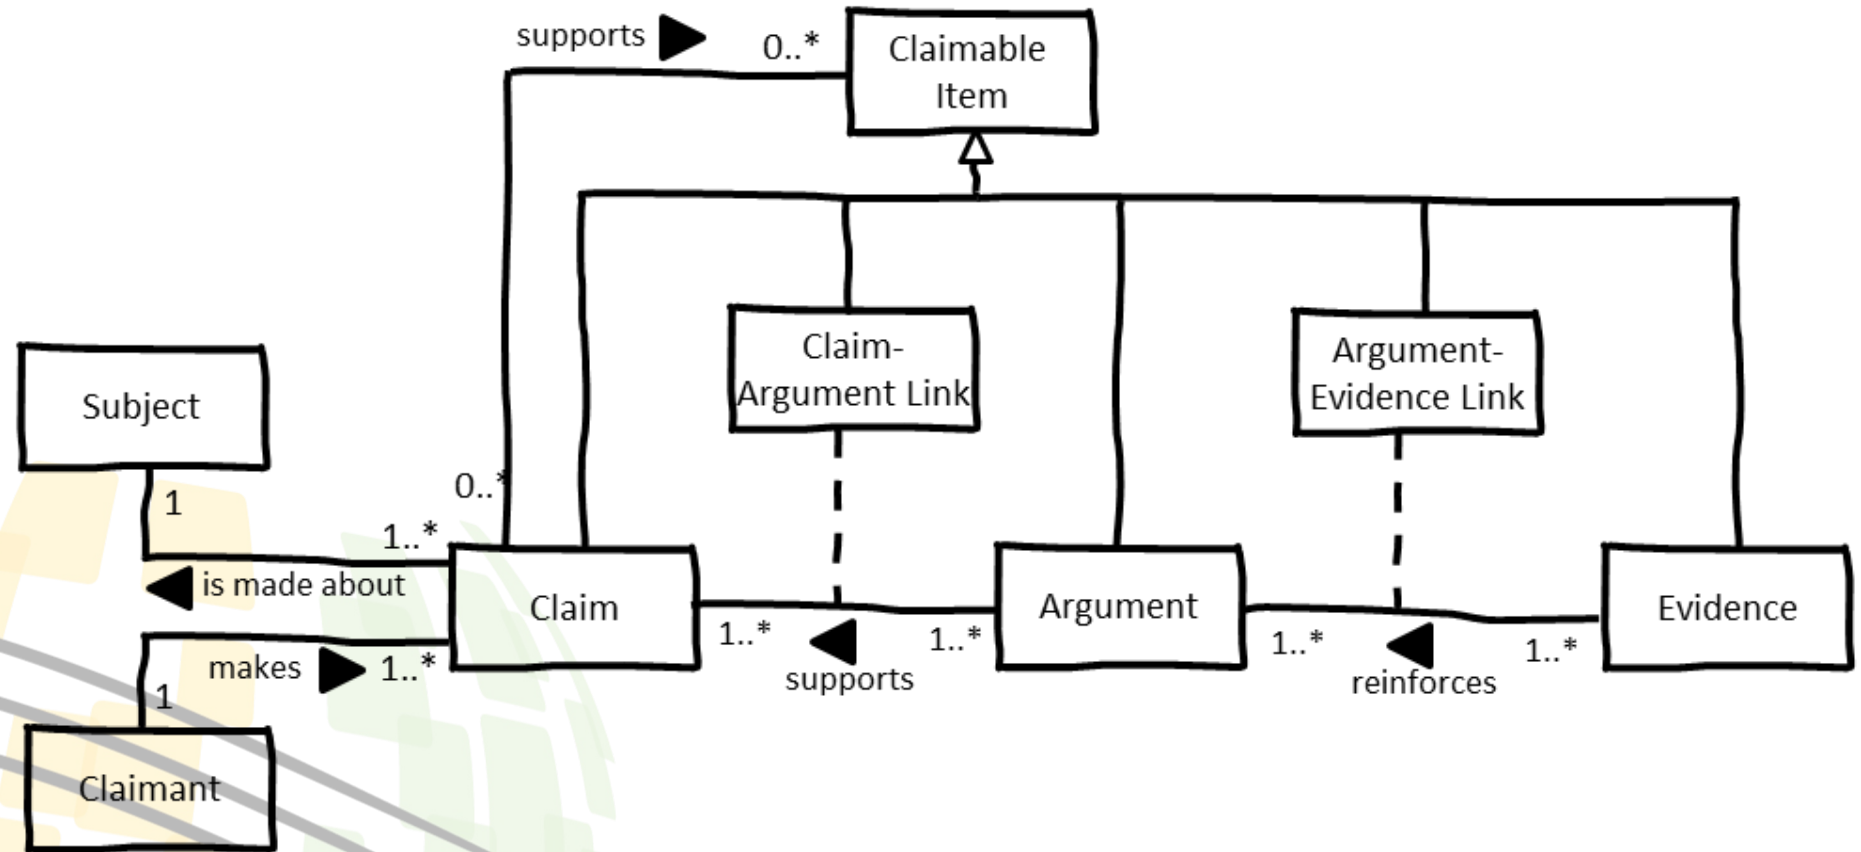 supports
0..*
Claimable
Item
Claim-
Argument Link
Argument-
Evidence Link
Subject
1
0..*
1..*
is made about
Claim
Argument
Evidence
1..*
1..*
1..*
1..*
supports
reinforces
makes
1..*
1
Claimant